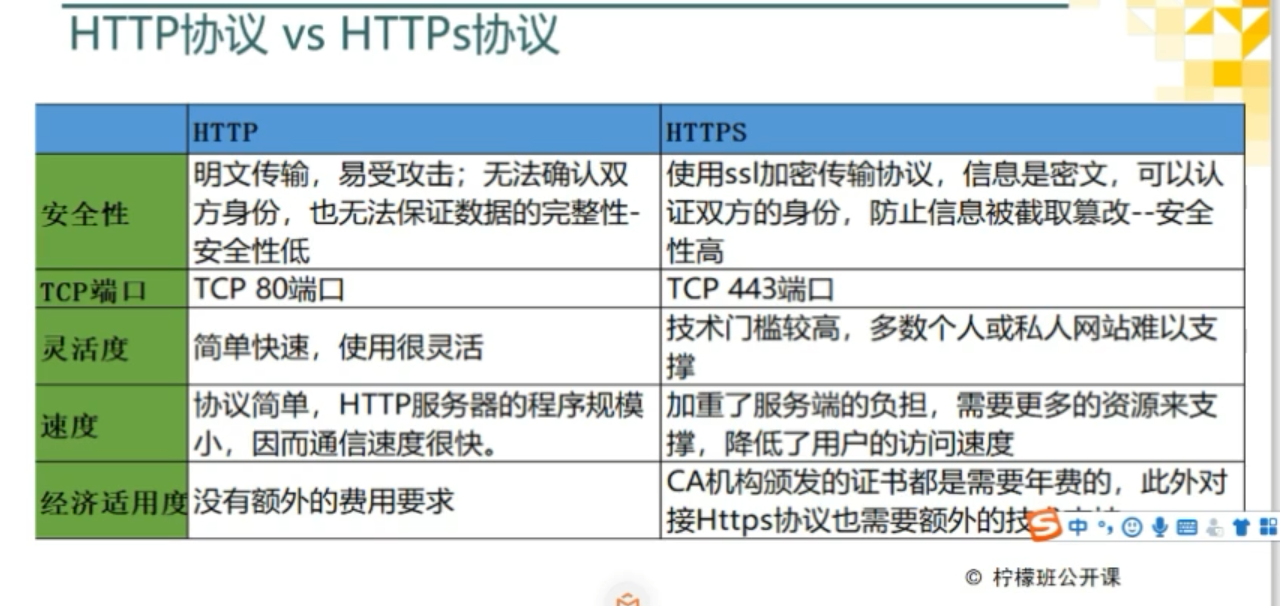 HTTP协议 vs HTTPs协议
HTTP
HTTPS
安全性
明文传输，易受攻击；无法确认双
方身份，也无法保证数据的完整性-
安全性低
使用ssl加密传输协议，信息是密文，可以认
证双方的身份，防止信息被截取篡改--安全
性高
TCP端口
TCP 80端口
TCP 443端口
灵活度
简单快速，使用很灵活
技术门槛较高，多数个人或私人网站难以支
撑
速度
协议简单，HTTP服务器的程序规模
小，因而通信速度很快。
加重了服务端的负担，需要更多的资源来支
撑，降低了用户的访问速度
经济适用度
没有额外的费用要求
CA机构颁发的证书都是需要年费的，此外对
接Https协议也需要额外的技
中
© 柠檬班公开课